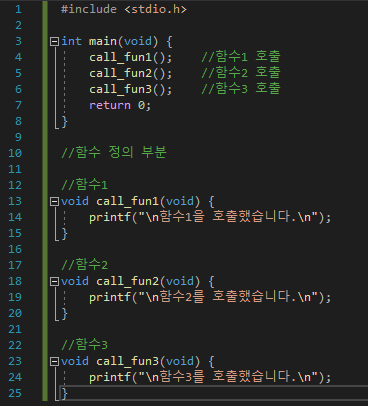 1 #include <stdio.h>
2
3 int main(void) {
4 call_fun1(); //함수1 호출
5 call_fun2(); //함수2 호출
6 call_fun3(); //함수3 호출
7 return 0;
8 }
9
10 //함수 정의 부분
11
12 //함수1
13 void call_fun1(void) {
14 printf("\n함수1을 호출했습니다.\n");
15 }
16
17 //함수2
18 void call_fun2(void) {
19 printf("\n함수2를 호출했습니다.\n");
20 }
21
22 //함수3
23 void call_fun3(void) {
24 printf("\n함수3를 호출했습니다.\n");
25 }